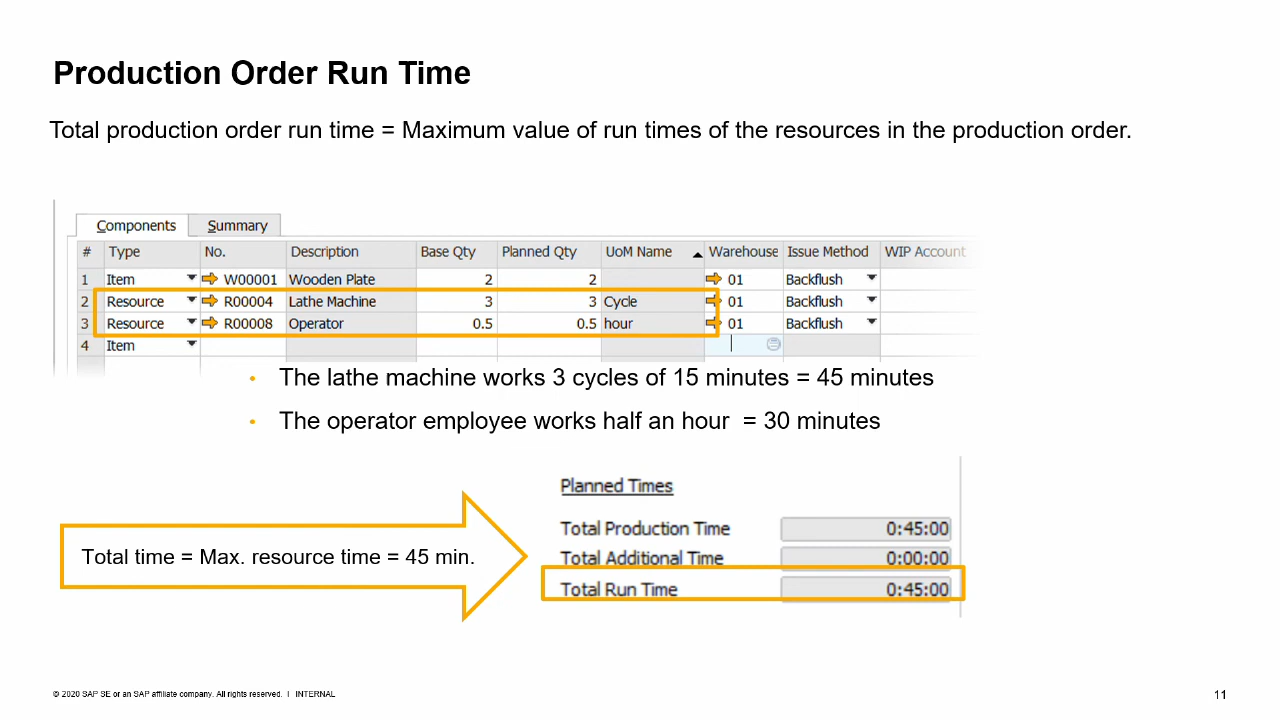 Production Order Run Time
Total production order run time = Maximum value of run times of the resources in the production order.
Components Summary
# Type No. Description Base Qty Planned Qty UoM Name Warehouse Issue Method WIP Account
1 Item W00001 Wooden Plate 2 2 01 Backflush
2 Resource R00004 Lathe Machine 3 3 Cycle 01 Backflush
3 Resource R00008 Operator 0.5 0.5 hour 01 Backflush
4 Item
• The lathe machine works 3 cycles of 15 minutes = 45 minutes
• The operator employee works half an hour = 30 minutes
Planned Times
Total Production Time 0:45:00
Total Additional Time 0:00:00
Total Run Time 0:45:00
Total time = Max. resource time = 45 min.
© 2020 SAP SE or an SAP affiliate company. All rights reserved. I INTERNAL
11